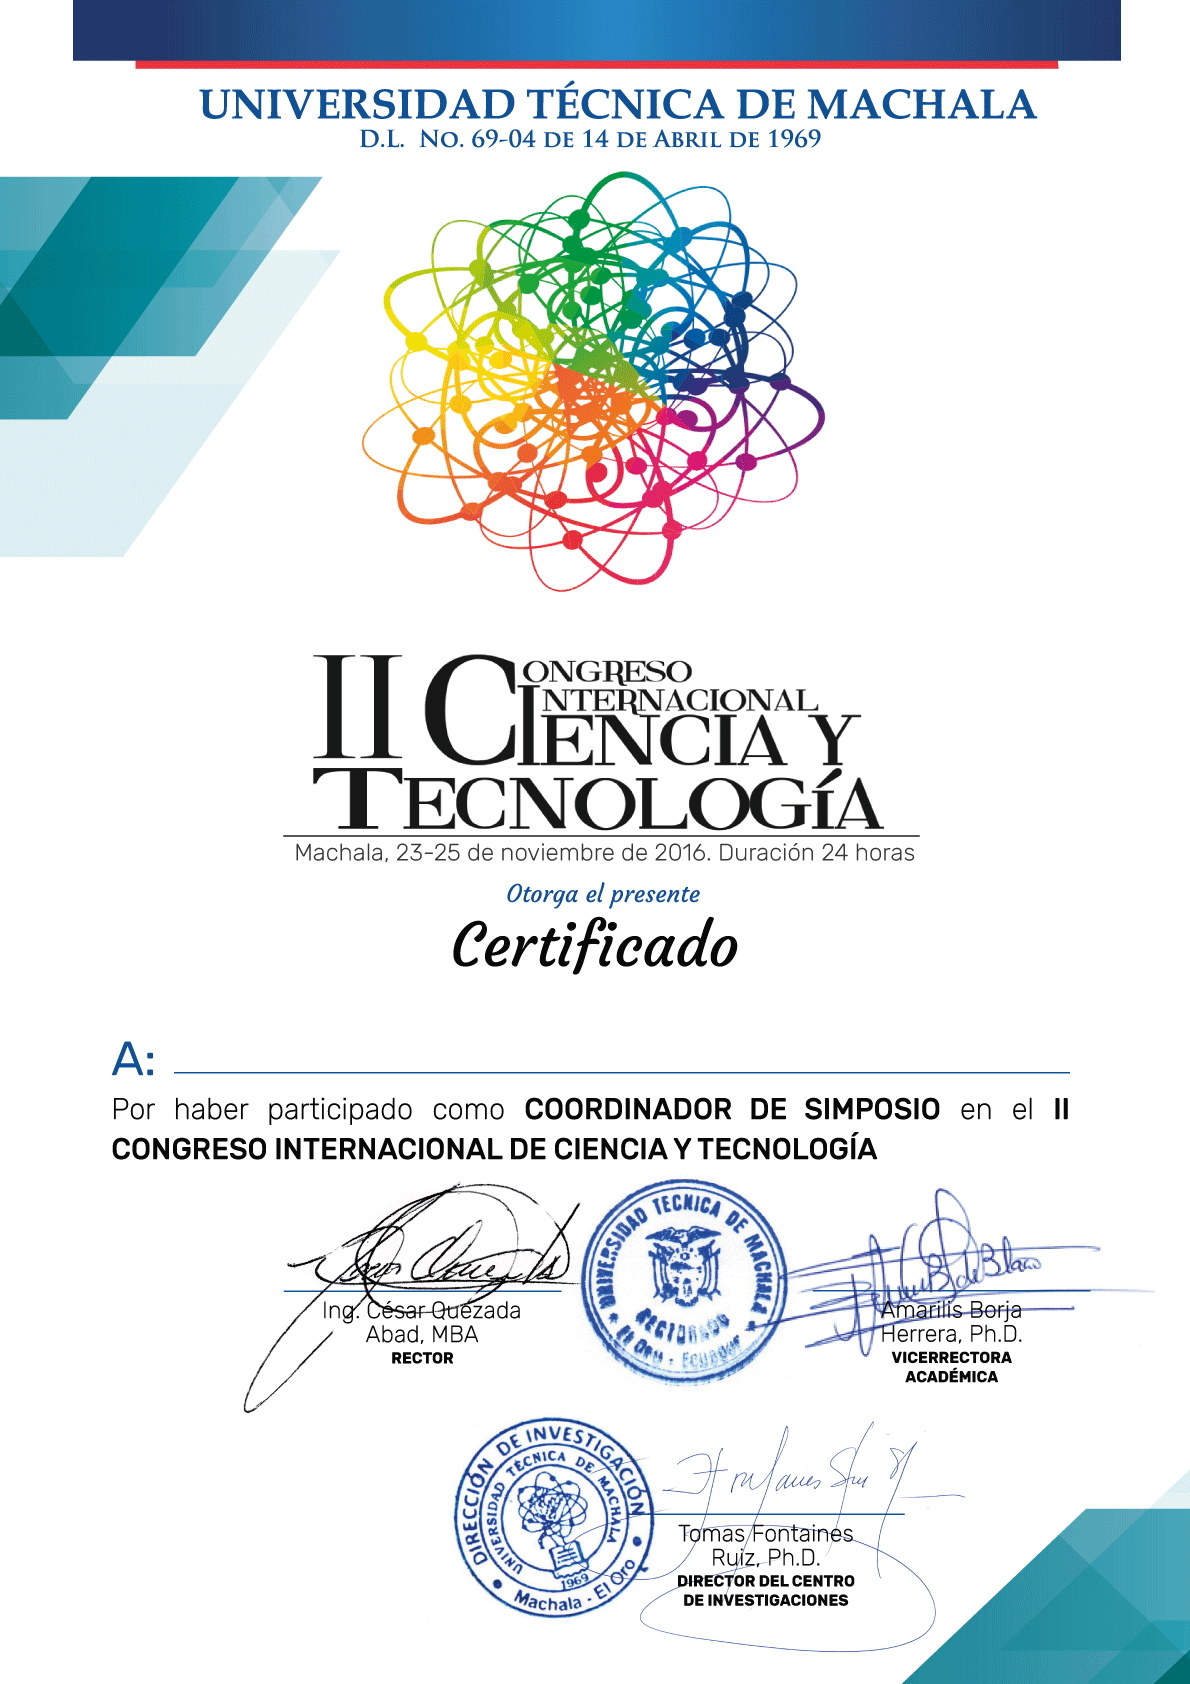 UNIVERSIDAD TÉCNICA DE MACHALA
D.L. No. 69-04 DE 14 DE ABRIL DE 1969
II CONGRESO
INTERNACIONAL
CIENCIA Y
TECNOLOGÍA
Machala, 23-25 de noviembre de 2016. Duración 24 horas
Otorga el presente
Certificado
A:
Por haber participado como COORDINADOR DE SIMPOSIO en el II
CONGRESO INTERNACIONAL DE CIENCIA Y TECNOLOGÍA
Ing. César Quezada
Abad, MBA
RECTOR
UNIVERSIDAD TECNICA DE MACHALA
RECTORADO
El Oro - Ecuador
Amarilis Borja
Herrera, Ph.D.
VICERRECTORA
ACADÉMICA
DIRECCIÓN DE INVESTIGACIÓN
UNIVERSIDAD TÉCNICA DE MACHALA
1969
Machala - El Oro
Tomas Fontaines
Ruiz, Ph.D.
DIRECTOR DEL CENTRO
DE INVESTIGACIONES